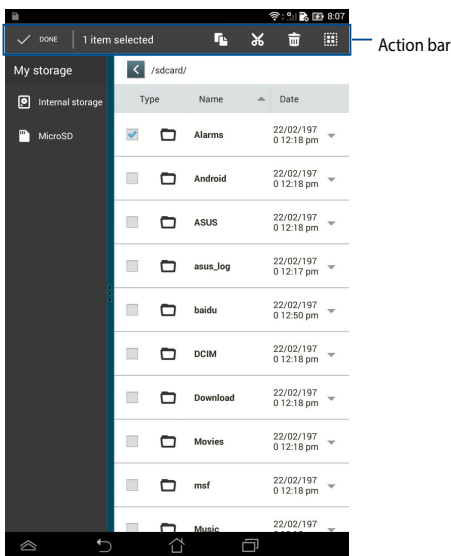 8:07
DONE
1 item selected
Action bar
My storage
/sdcard/
Internal storage
MicroSD
Type Name Date
Alarms 22/02/197
0 12:18 pm
Android 22/02/197
0 12:18 pm
ASUS 22/02/197
0 12:18 pm
asus_log 22/02/197
0 12:17 pm
baidu 22/02/197
0 12:50 pm
DCIM 22/02/197
0 12:18 pm
Download 22/02/197
0 12:18 pm
Movies 22/02/197
0 12:18 pm
msf 22/02/197
0 12:18 pm
Music 22/02/197